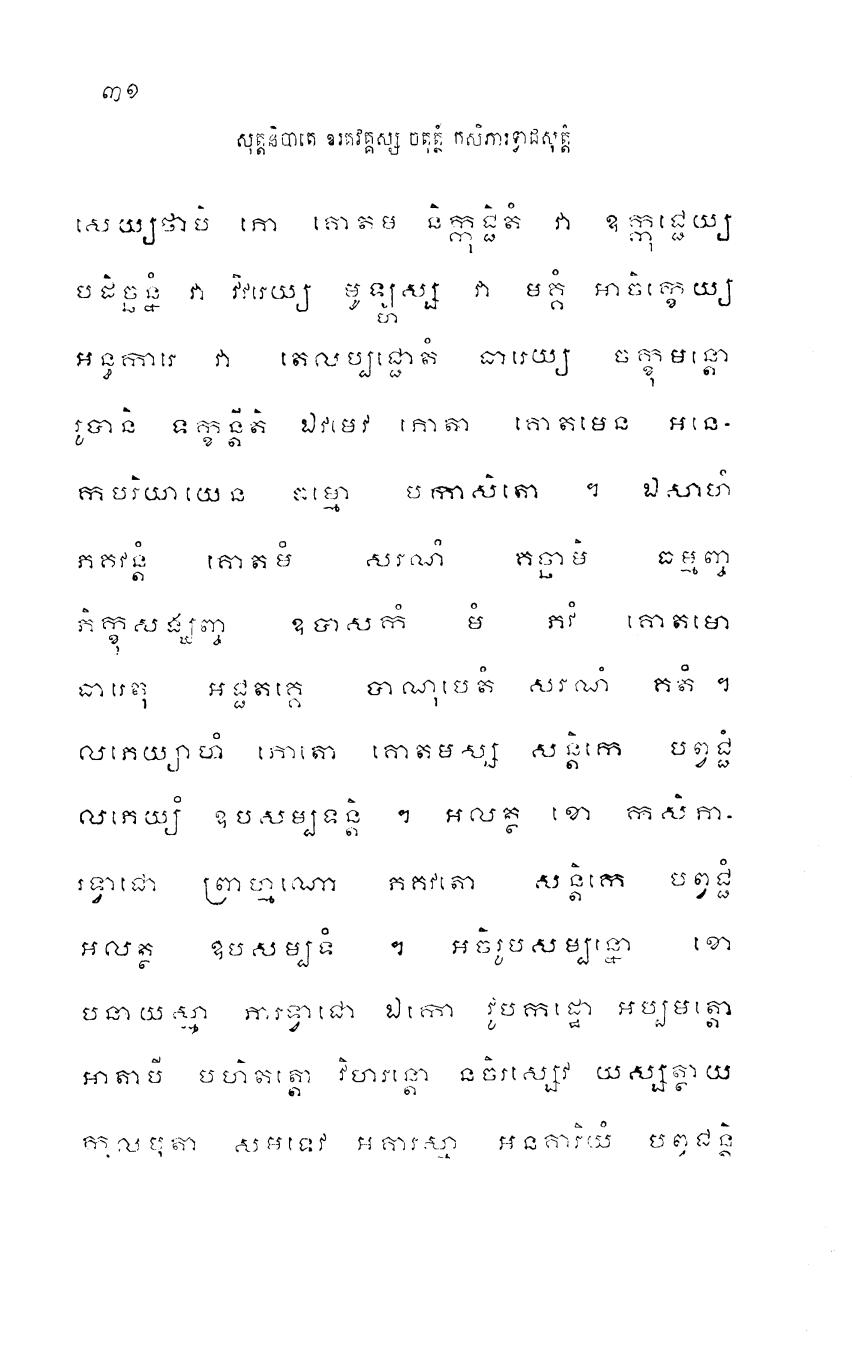 ៣១
សុត្តនិបាតេ ឧរគវគ្គស្ស ចតុត្ថំ កសិភារទ្វាជសុត្តំ
សេយ្យថាបិ ភោ គោតម និក្កុជ្ជិតំ វា ឧក្កុជ្ជេយ្យ
បដិច្ឆន្នំ វា វិវរេយ្យ មូឡ្ហស្ស វា មគ្គំ អាចិក្ខេយ្យ
អន្ធការេ វា តេលប្បជ្ជោតំ ធារេយ្យ ចក្ខុមន្តោ
រូបានិ ទក្ខន្តីតិ ឯវមេវ ភោតា គោតមេន អនេ-
កបរិយាយេន ធម្មោ បកាសិតោ ។ ឯសាហំ
ភគវន្តំ គោតមំ សរណំ គច្ឆាមិ ធម្មញ្ច
ភិក្ខុសង្ឃញ្ច ឧបាសកំ មំ ភវំ គោតមោ
ធារេតុ អជ្ជតគ្គេ បាណុបេតំ សរណំ គតំ ។
លភេយ្យាហំ ភោតោ គោតមស្ស សន្តិកេ បព្វជ្ជំ
លភេយ្យំ ឧបសម្បទន្តិ ។ អលត្ថ ខោ កសិភា-
រទ្វាជោ ព្រាហ្មណោ ភគវតោ សន្តិកេ បព្វជ្ជំ
អលត្ថ ឧបសម្បទំ ។ អចិរូបសម្បន្នោ ខោ
បនាយស្មា ភារទ្វាជោ ឯកោ វូបកដ្ឋោ អប្បមត្តោ
អាតាបី បហិតត្តោ វិហរន្តោ នចិរស្សេវ យស្សត្ថាយ
កុលបុត្តា សម្មទេវ អគារស្មា អនគារិយំ បព្វជន្តិ